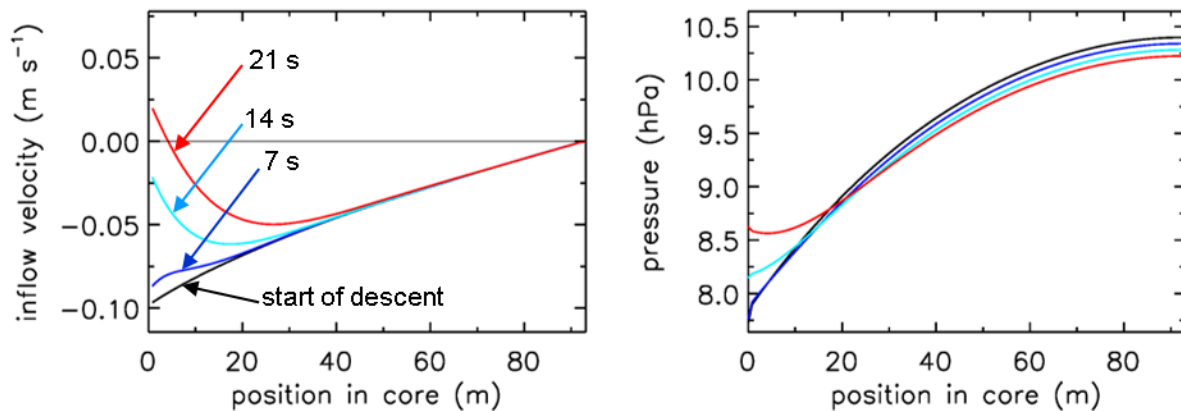 inflow velocity (m s⁻¹)
0.05
0.00
-0.05
-0.10
21 s
14 s
7 s
start of descent
0 20 40 60 80
position in core (m)
pressure (hPa)
10.5
10.0
9.5
9.0
8.5
8.0
0 20 40 60 80
position in core (m)